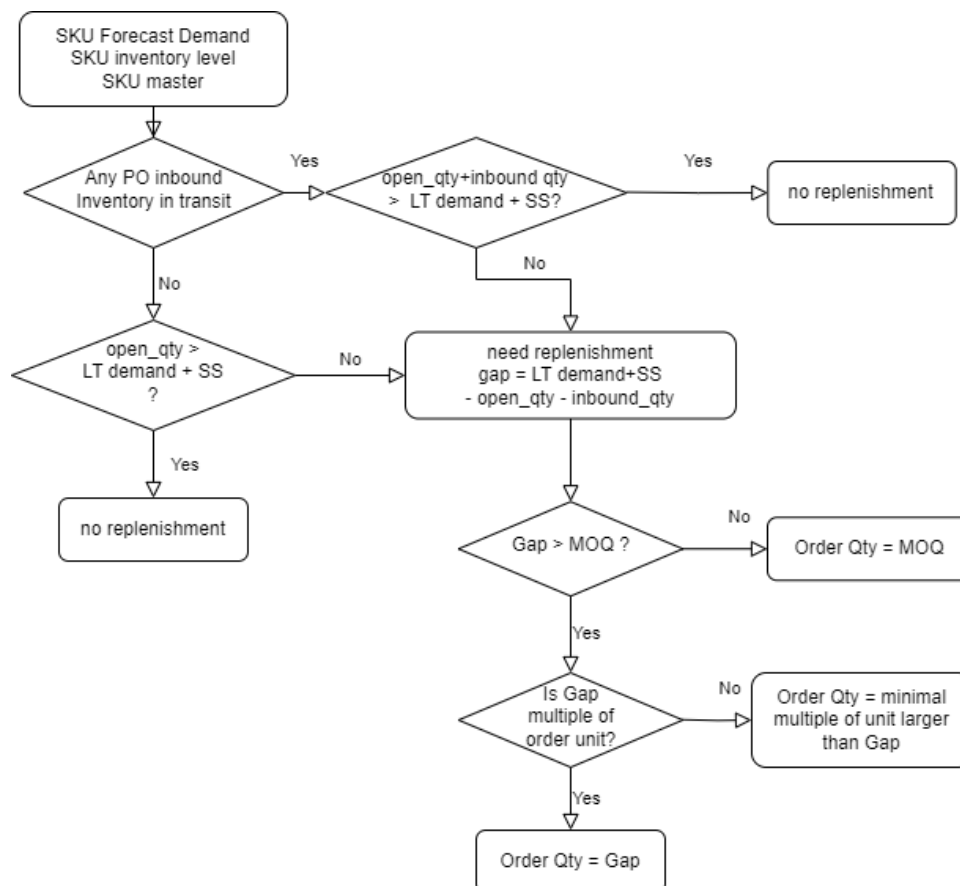 SKU Forecast Demand
SKU inventory level
SKU master
Any PO inbound
Inventory in transit
Yes
open_qty+inbound qty
> LT demand + SS?
Yes
no replenishment
No
No
open_qty >
LT demand + SS
?
No
need replenishment
gap = LT demand+SS
- open_qty - inbound_qty
Yes
no replenishment
Gap > MOQ ?
No
Order Qty = MOQ
Yes
Is Gap
multiple of
order unit?
No
Order Qty = minimal
multiple of unit larger
than Gap
Yes
Order Qty = Gap